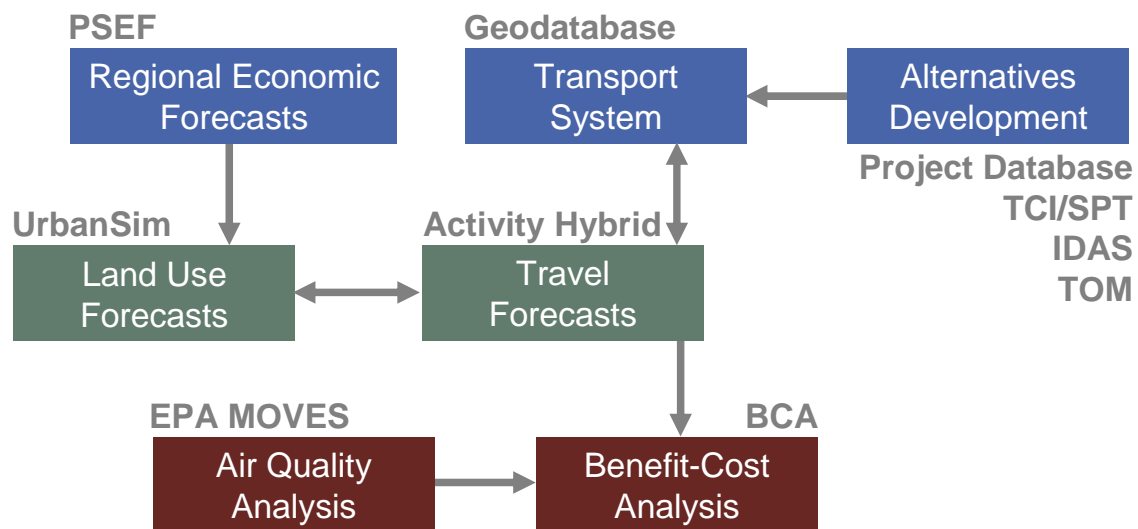 PSEF
Regional Economic
Forecasts
Geodatabase
Transport
System
Alternatives
Development
Project Database
TCI/SPT
IDAS
TOM
UrbanSim
Land Use
Forecasts
Activity Hybrid
Travel
Forecasts
EPA MOVES
Air Quality
Analysis
BCA
Benefit-Cost
Analysis